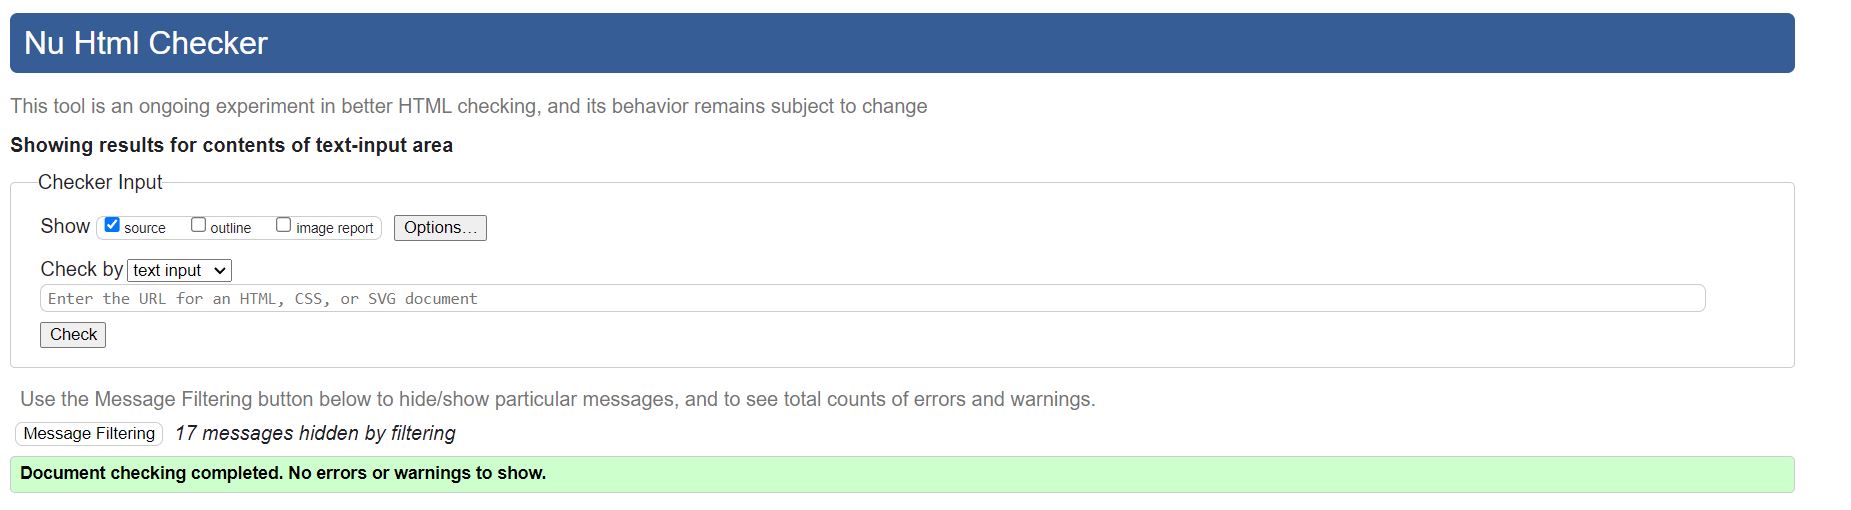 Nu Html Checker
This tool is an ongoing experiment in better HTML checking, and its behavior remains subject to change
Showing results for contents of text-input area
Checker Input
Show source outline image report Options...
Check by text input
Enter the URL for an HTML, CSS, or SVG document
Check
Use the Message Filtering button below to hide/show particular messages, and to see total counts of errors and warnings.
Message Filtering 17 messages hidden by filtering
Document checking completed. No errors or warnings to show.